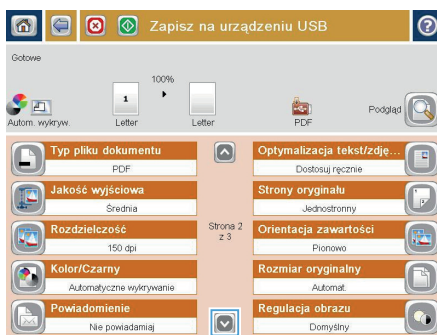 Zapisz na urządzeniu USB
Gotowe
100%
1
Autom. wykryw.
Letter
Letter
PDF
Podgląd
Typ pliku dokumentu
PDF
Optymalizacja tekst/zdję...
Dostosuj ręcznie
Jakość wyjściowa
Średnia
Strony oryginału
Jednostronny
Rozdzielczość
150 dpi
Strona 2
z 3
Orientacja zawartości
Pionowo
Kolor/Czarny
Automatyczne wykrywanie
Rozmiar oryginalny
Automat.
Powiadomienie
Nie powiadamiaj
Regulacja obrazu
Domyślny